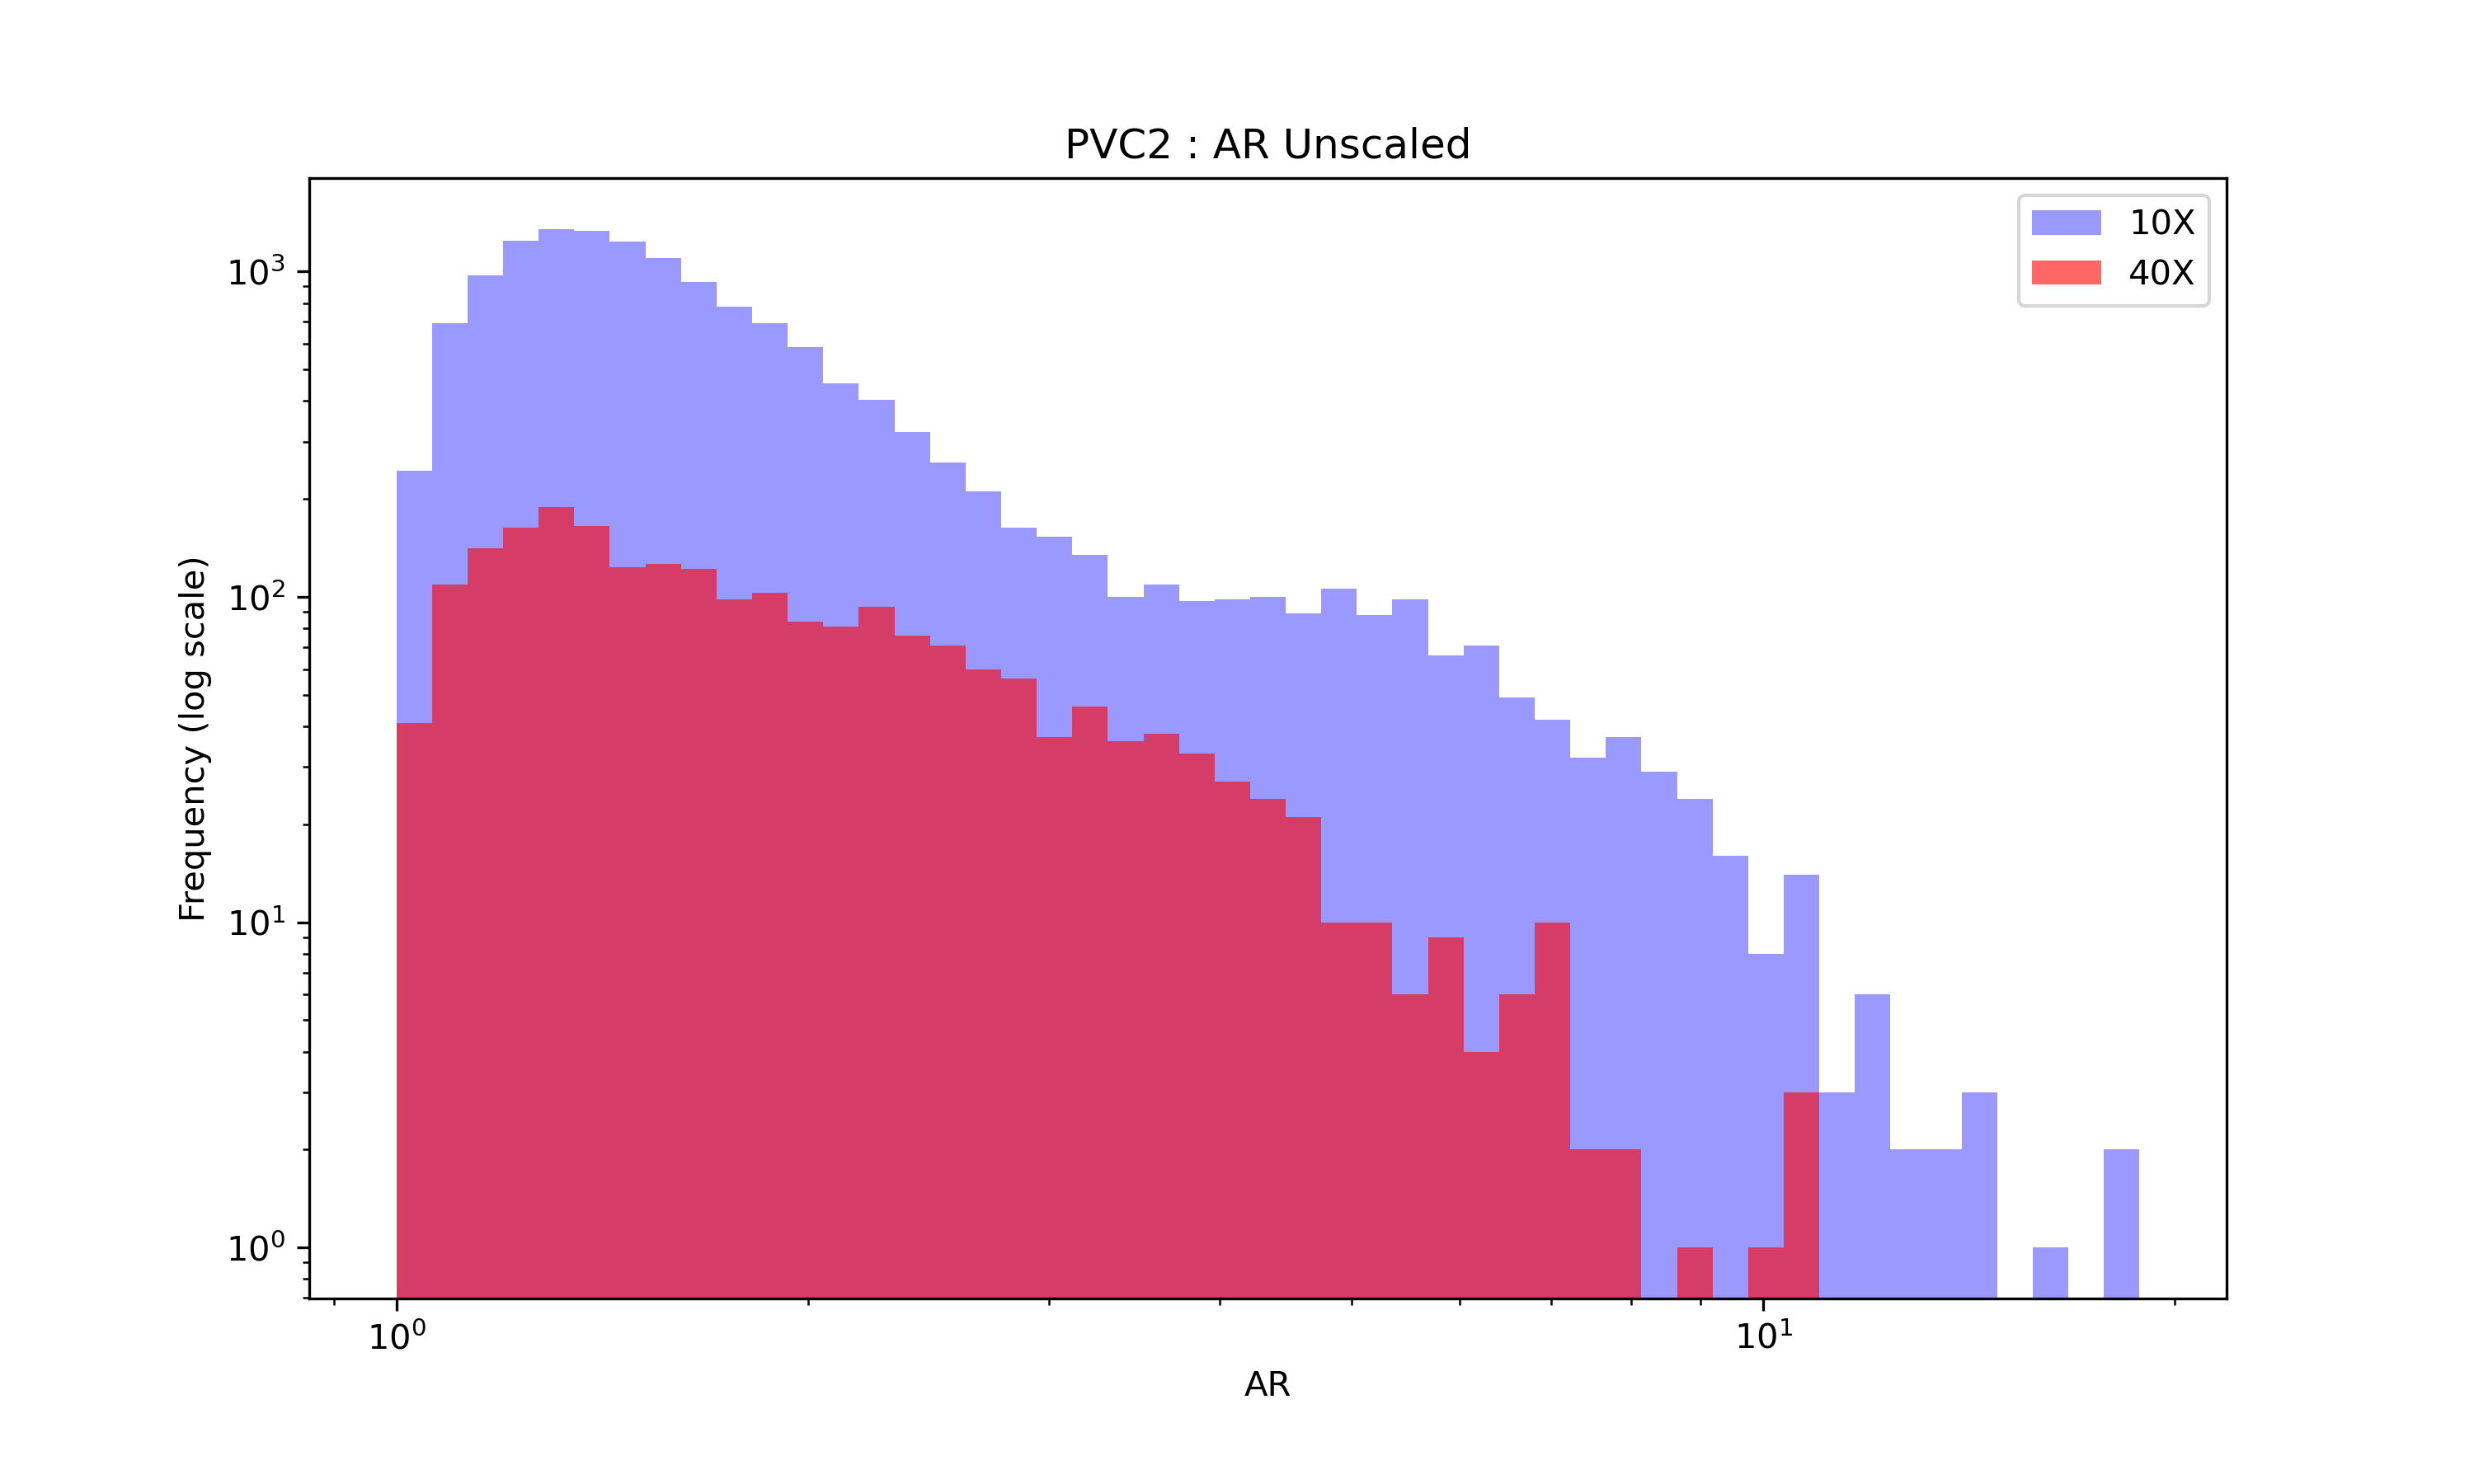 PVC2 : AR Unscaled
10X
40X
Frequency (log scale)
10³
10²
10¹
10⁰
10⁰ 10¹
AR